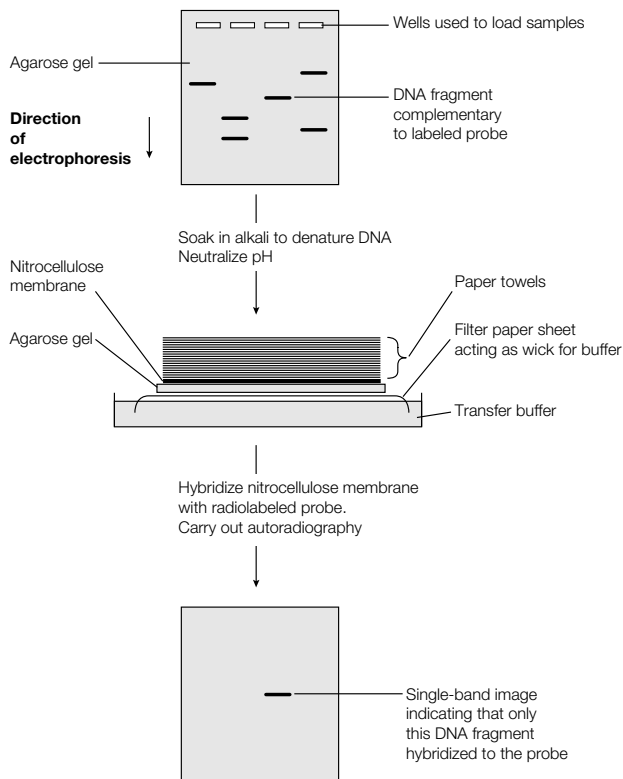 Wells used to load samples
Agarose gel
DNA fragment
complementary
to labeled probe
Direction
of
electrophoresis
Soak in alkali to denature DNA
Neutralize pH
Nitrocellulose
membrane
Paper towels
Agarose gel
Filter paper sheet
acting as wick for buffer
Transfer buffer
Hybridize nitrocellulose membrane
with radiolabeled probe.
Carry out autoradiography
Single-band image
indicating that only
this DNA fragment
hybridized to the probe